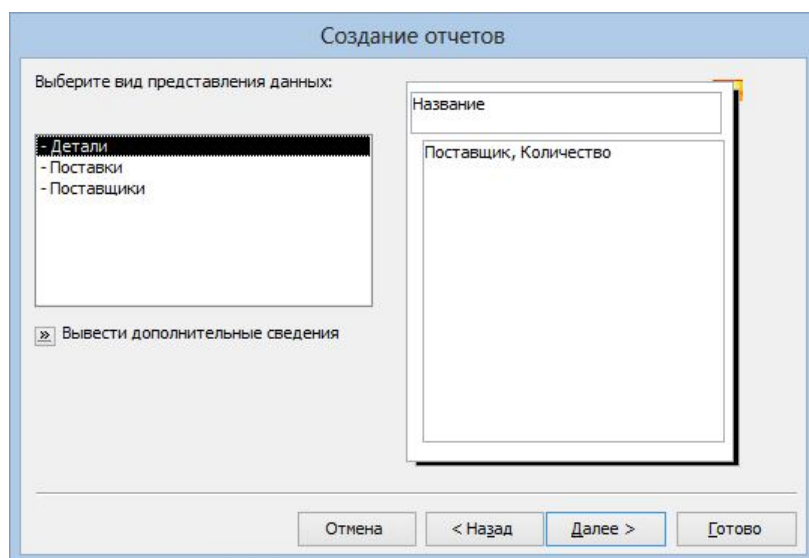 Создание отчетов
Выберите вид представления данных:
- Детали
- Поставки
- Поставщики
» Вывести дополнительные сведения
Название
Поставщик, Количество
Отмена
< Назад
Далее >
Готово